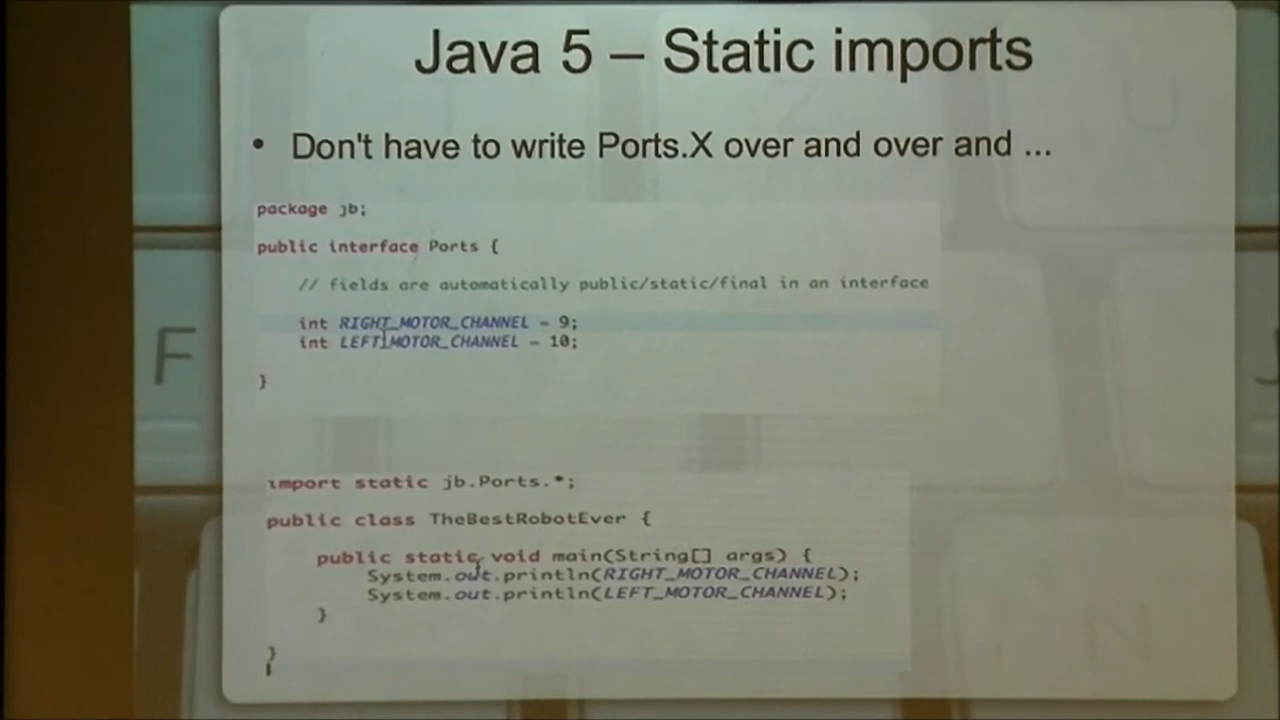 Java 5 – Static imports
• Don't have to write Ports.X over and over and ...
package jb;
public interface Ports {
// fields are automatically public/static/final in an interface
int RIGHT_MOTOR_CHANNEL = 9;
int LEFT_MOTOR_CHANNEL = 10;
}
import static jb.Ports.*;
public class TheBestRobotEver {
public static void main(String[] args) {
System.out.println(RIGHT_MOTOR_CHANNEL);
System.out.println(LEFT_MOTOR_CHANNEL);
}
}
F
U
Z
N
J